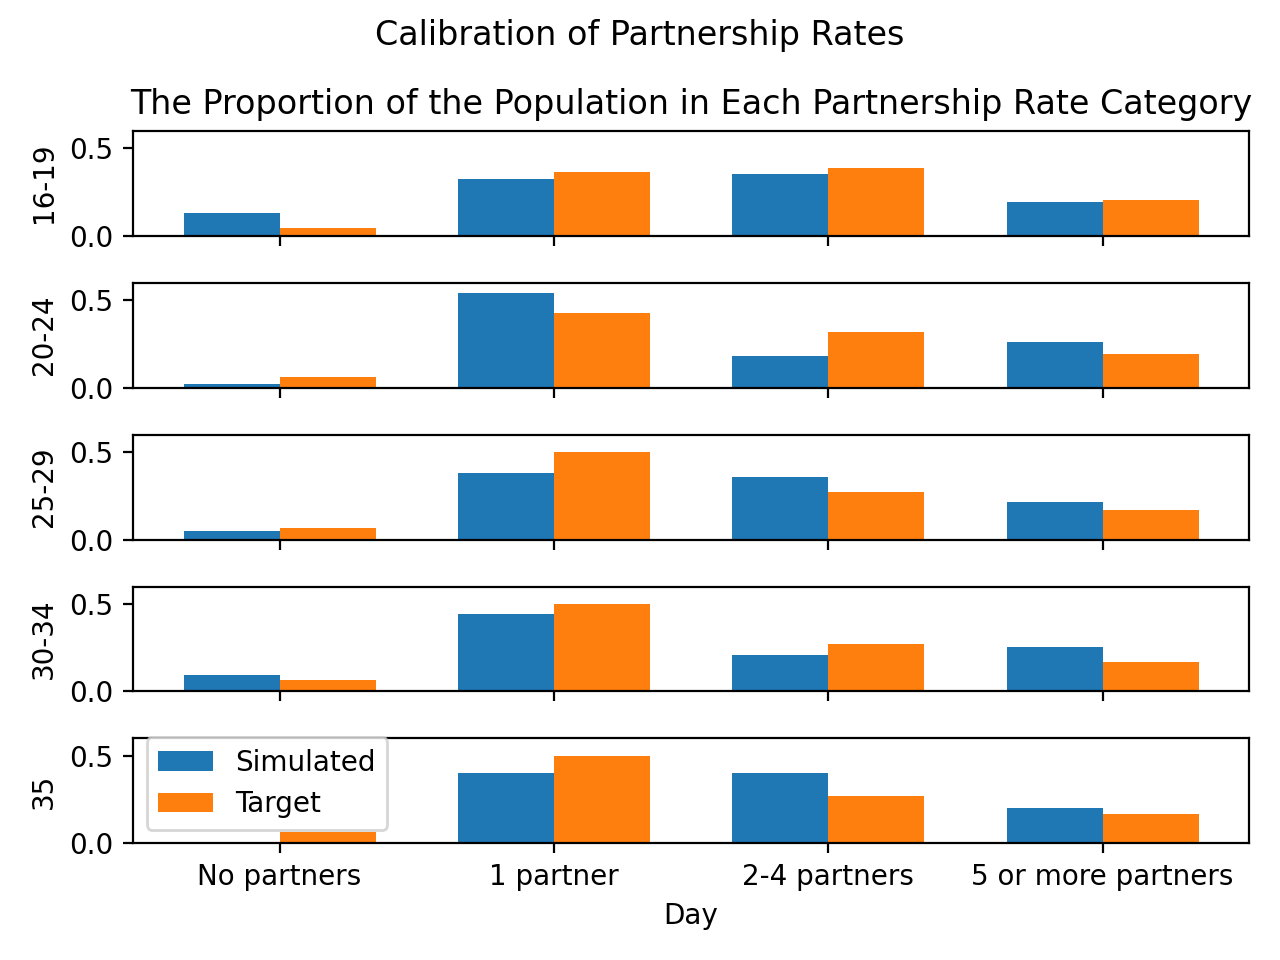 Calibration of Partnership Rates
The Proportion of the Population in Each Partnership Rate Category
0.5
16-19
0.0
0.5
20-24
0.0
0.5
25-29
0.0
0.5
30-34
0.0
0.5
35
0.0
Simulated
Target
No partners 1 partner 2-4 partners 5 or more partners
Day